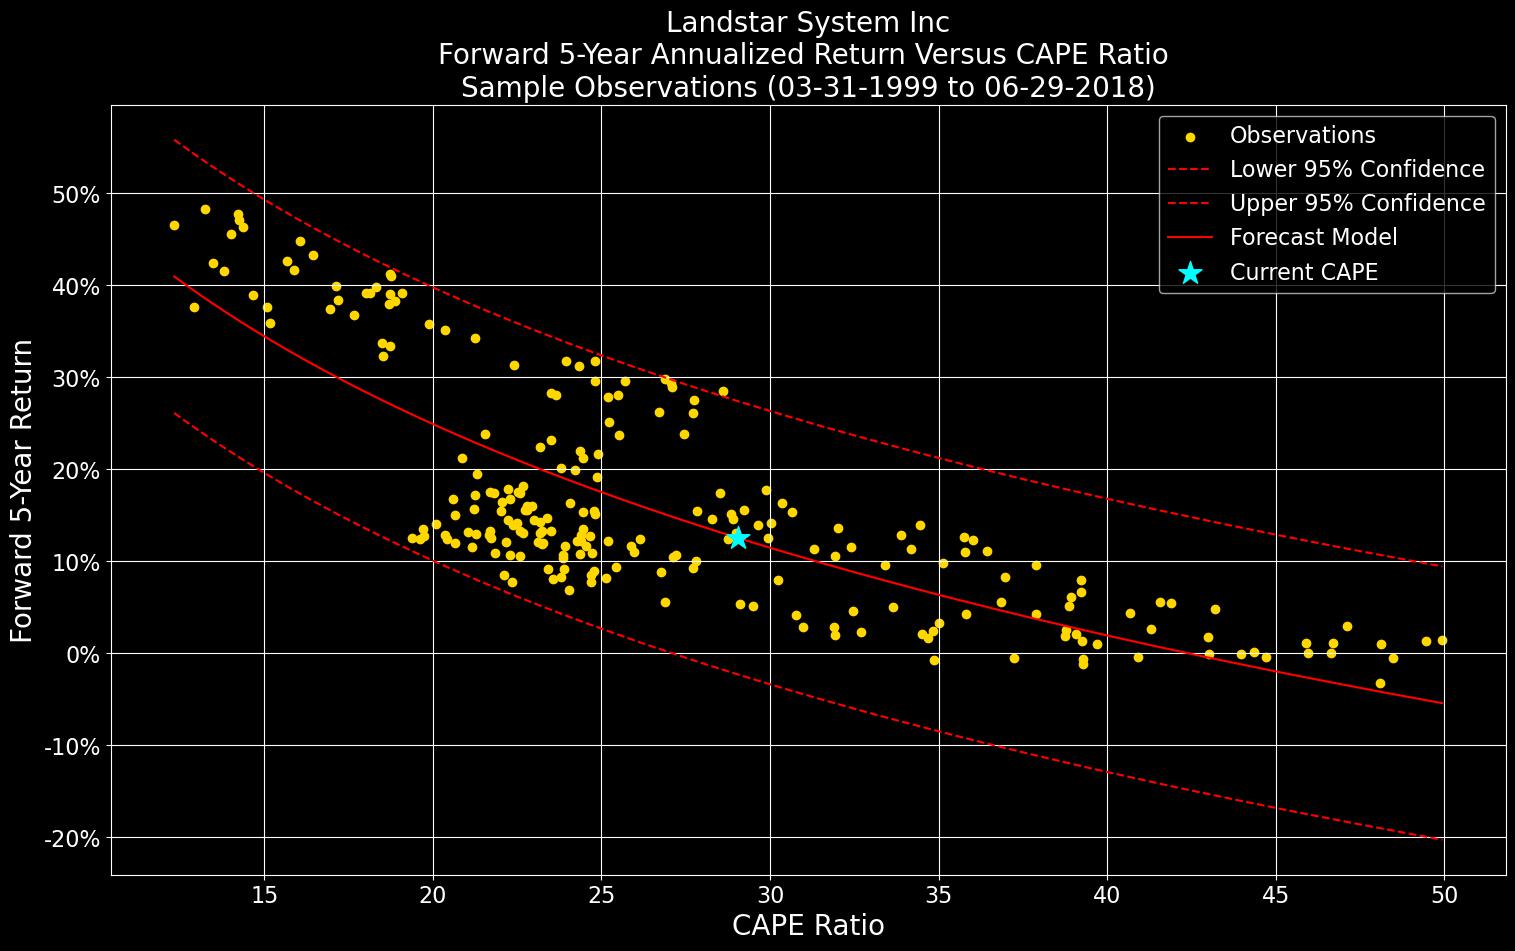 Landstar System Inc
Forward 5-Year Annualized Return Versus CAPE Ratio
Sample Observations (03-31-1999 to 06-29-2018)
Observations
Lower 95% Confidence
Upper 95% Confidence
Forecast Model
Current CAPE
Forward 5-Year Return
50%
40%
30%
20%
10%
0%
-10%
-20%
15 20 25 30 35 40 45 50
CAPE Ratio